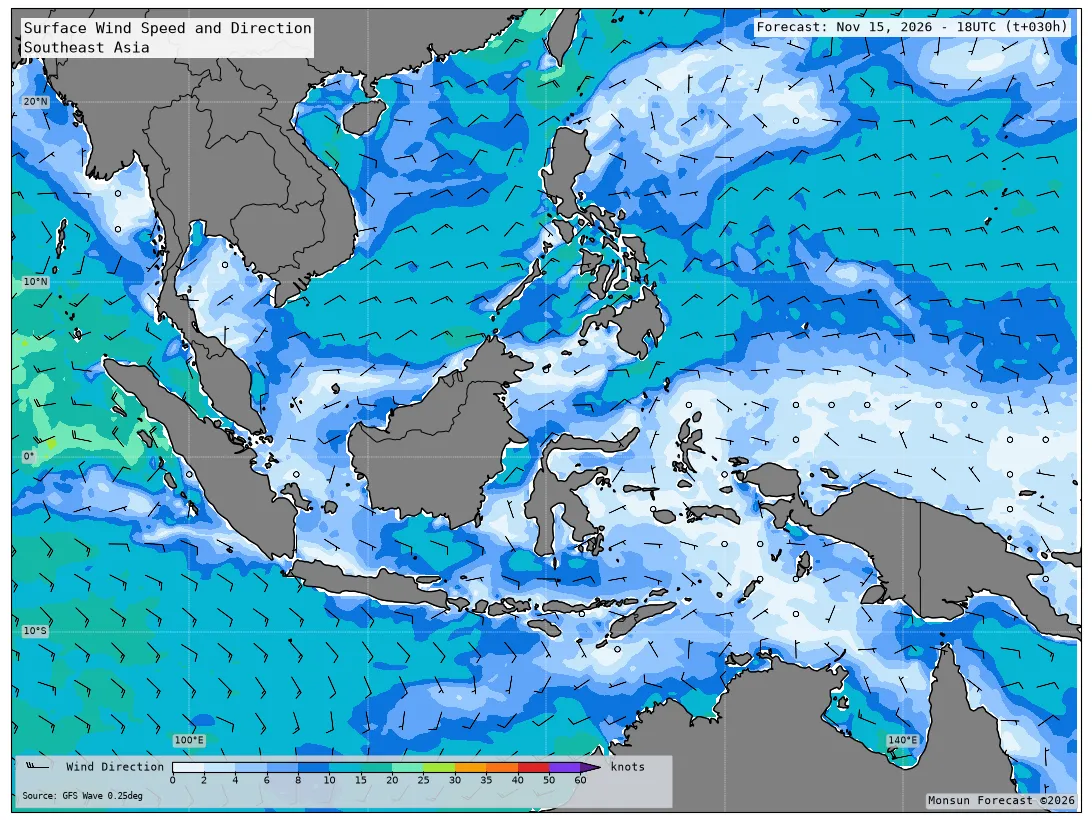 Surface Wind Speed and Direction
Southeast Asia
Forecast: Nov 15, 2026 - 18UTC (t+030h)
20°N
10°N
0°
10°S
100°E
140°E
Wind Direction
knots
0 2 4 6 8 10 15 20 25 30 35 40 50 60
Source: GFS Wave 0.25deg
Monsun Forecast ©2026